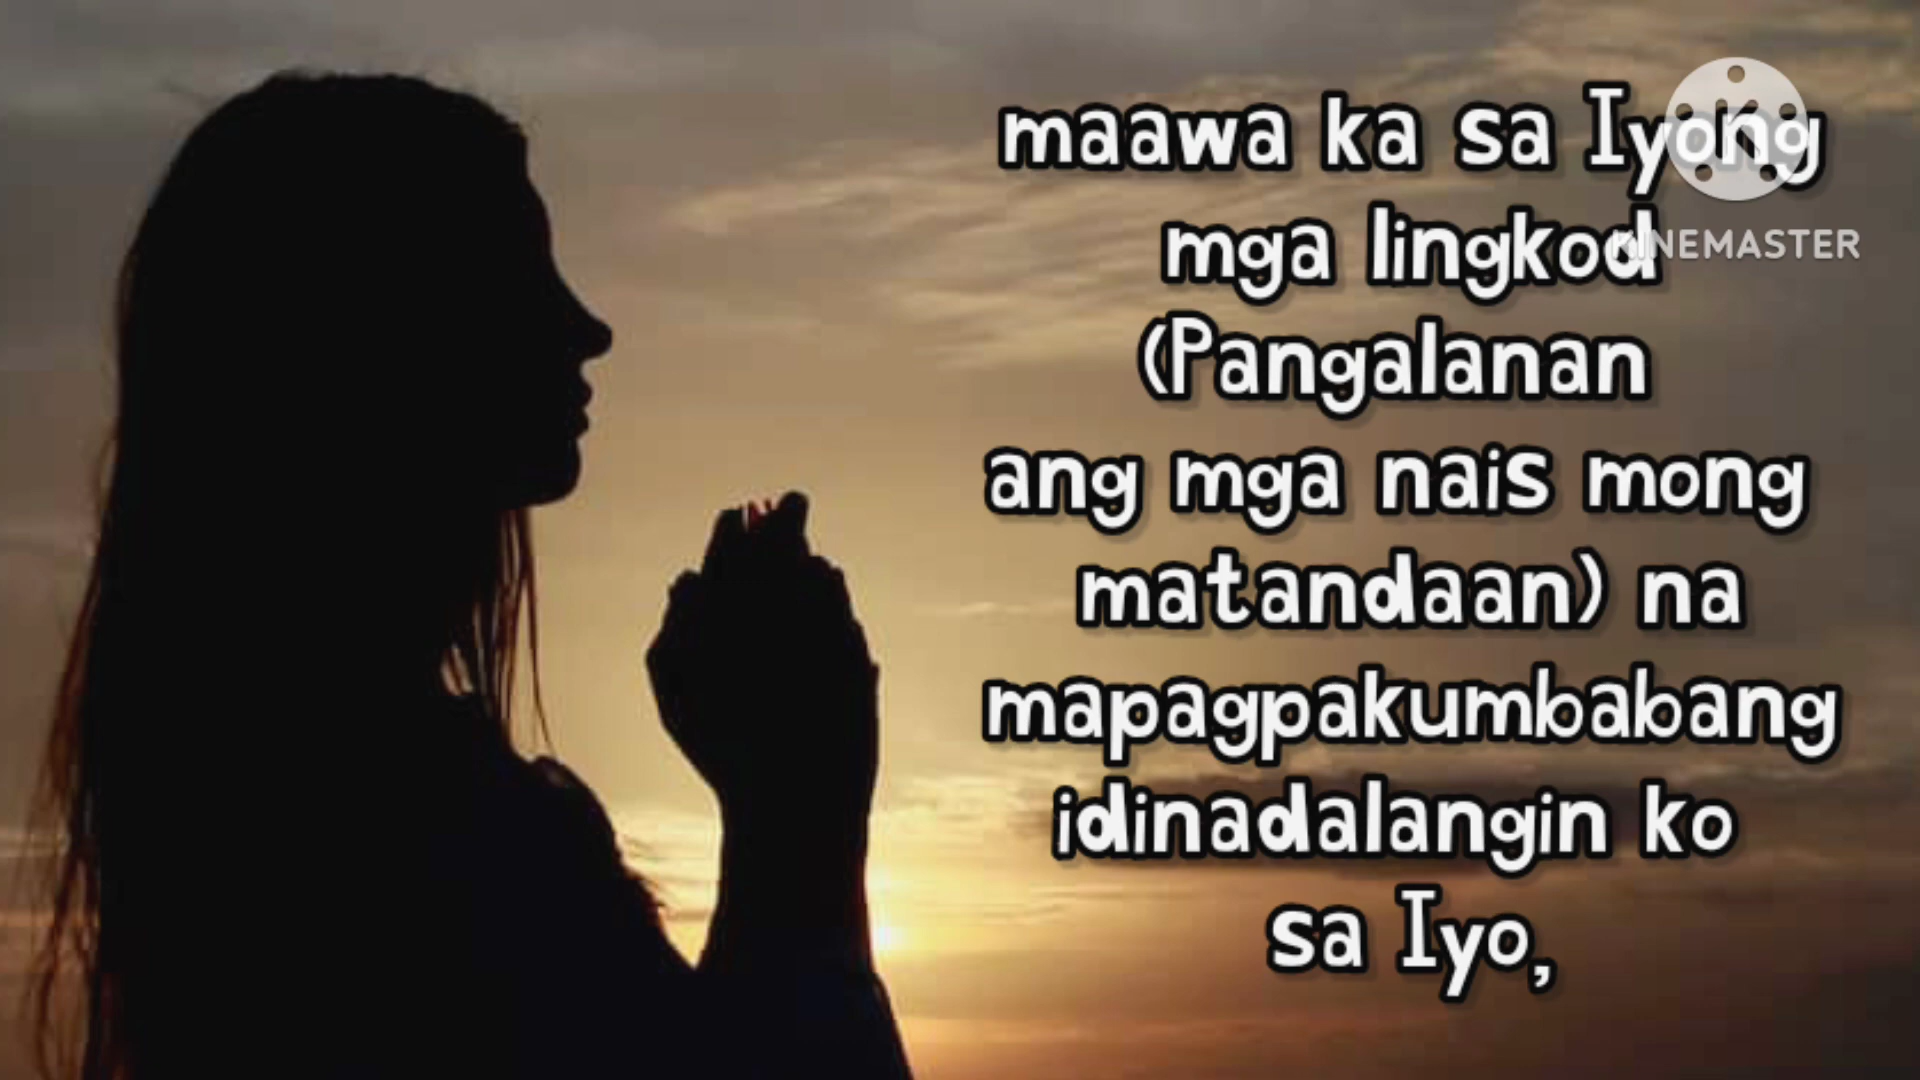 maawa ka sa Iyong
mga lingkod
KINEMASTER
(Pangalanan
ang mga nais mong
matandaan) na
mapagpakumbabang
idinadalangin ko
sa Iyo,